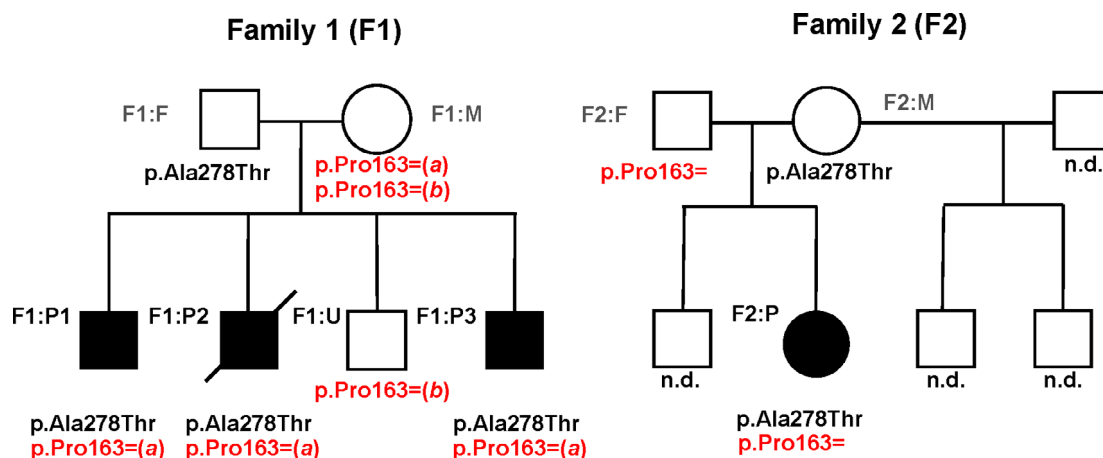 Family 1 (F1)
Family 2 (F2)
F1:F
F1:M
p.Ala278Thr
p.Pro163=(a)
p.Pro163=(b)
F2:F
F2:M
p.Pro163=
p.Ala278Thr
n.d.
F1:P1
F1:P2
F1:U
F1:P3
p.Pro163=(b)
p.Ala278Thr
p.Pro163=(a)
p.Ala278Thr
p.Pro163=(a)
p.Ala278Thr
p.Pro163=(a)
F2:P
n.d.
n.d.
n.d.
p.Ala278Thr
p.Pro163=